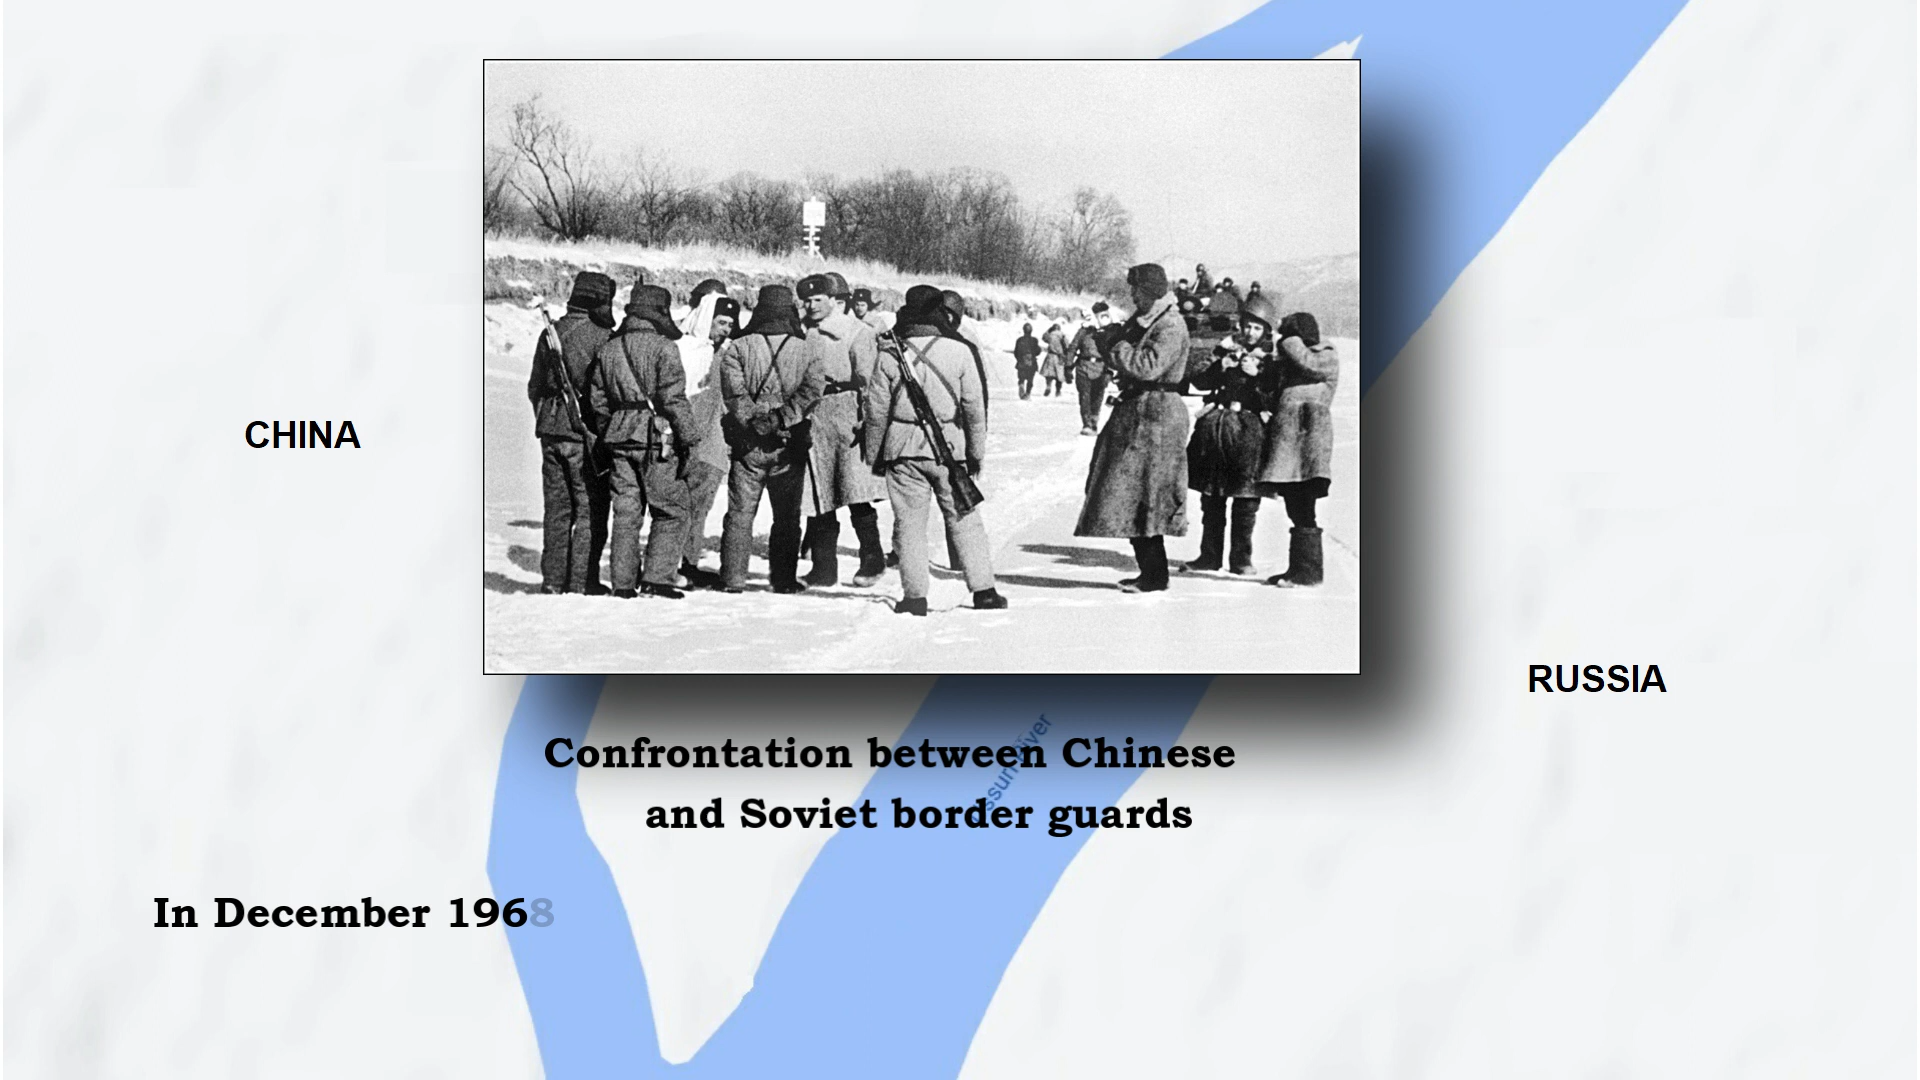 CHINA
RUSSIA
Confrontation between Chinese
and Soviet border guards
In December 1968